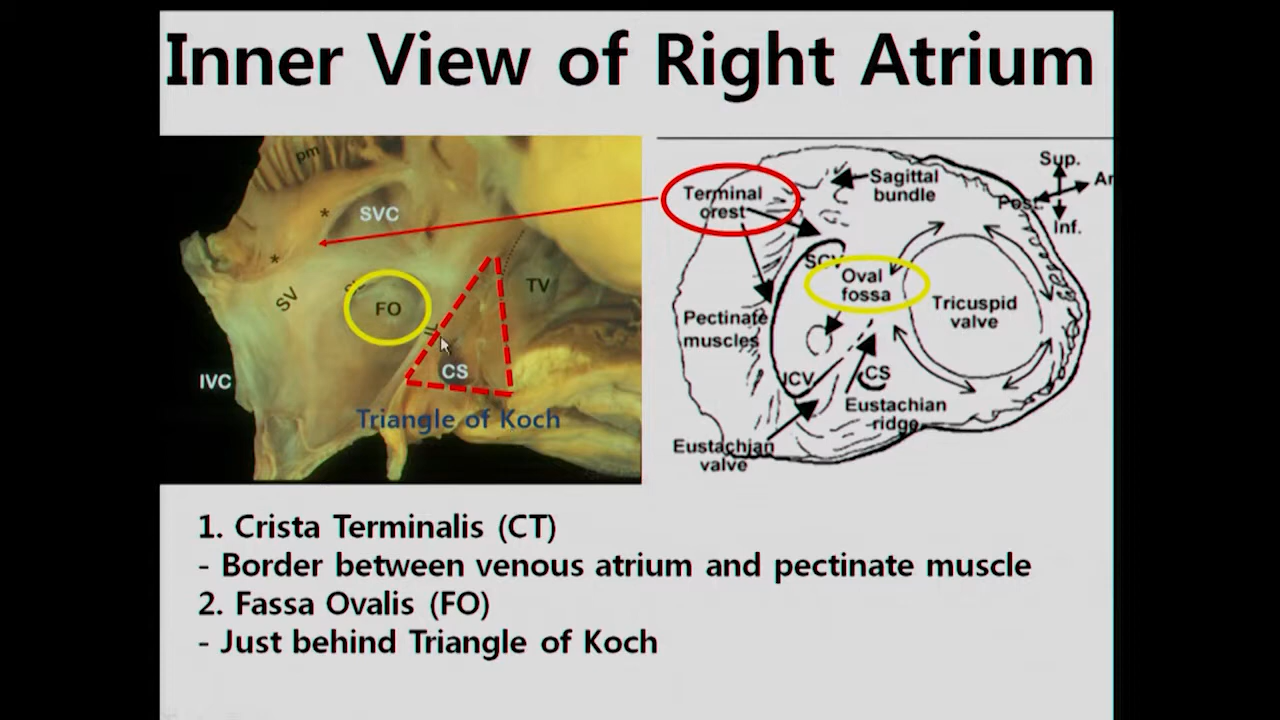 Inner View of Right Atrium
pm
SVC
*
*
SV
FO
TV
TT
CS
IVC
Triangle of Koch
Sup.
Sagittal
bundle
Terminal
crest
Post.
Inf.
SCV
Oval
fossa
Tricuspid
valve
Pectinate
muscles
ICV
CS
Eustachian
ridge
Eustachian
valve
1. Crista Terminalis (CT)
- Border between venous atrium and pectinate muscle
2. Fassa Ovalis (FO)
- Just behind Triangle of Koch